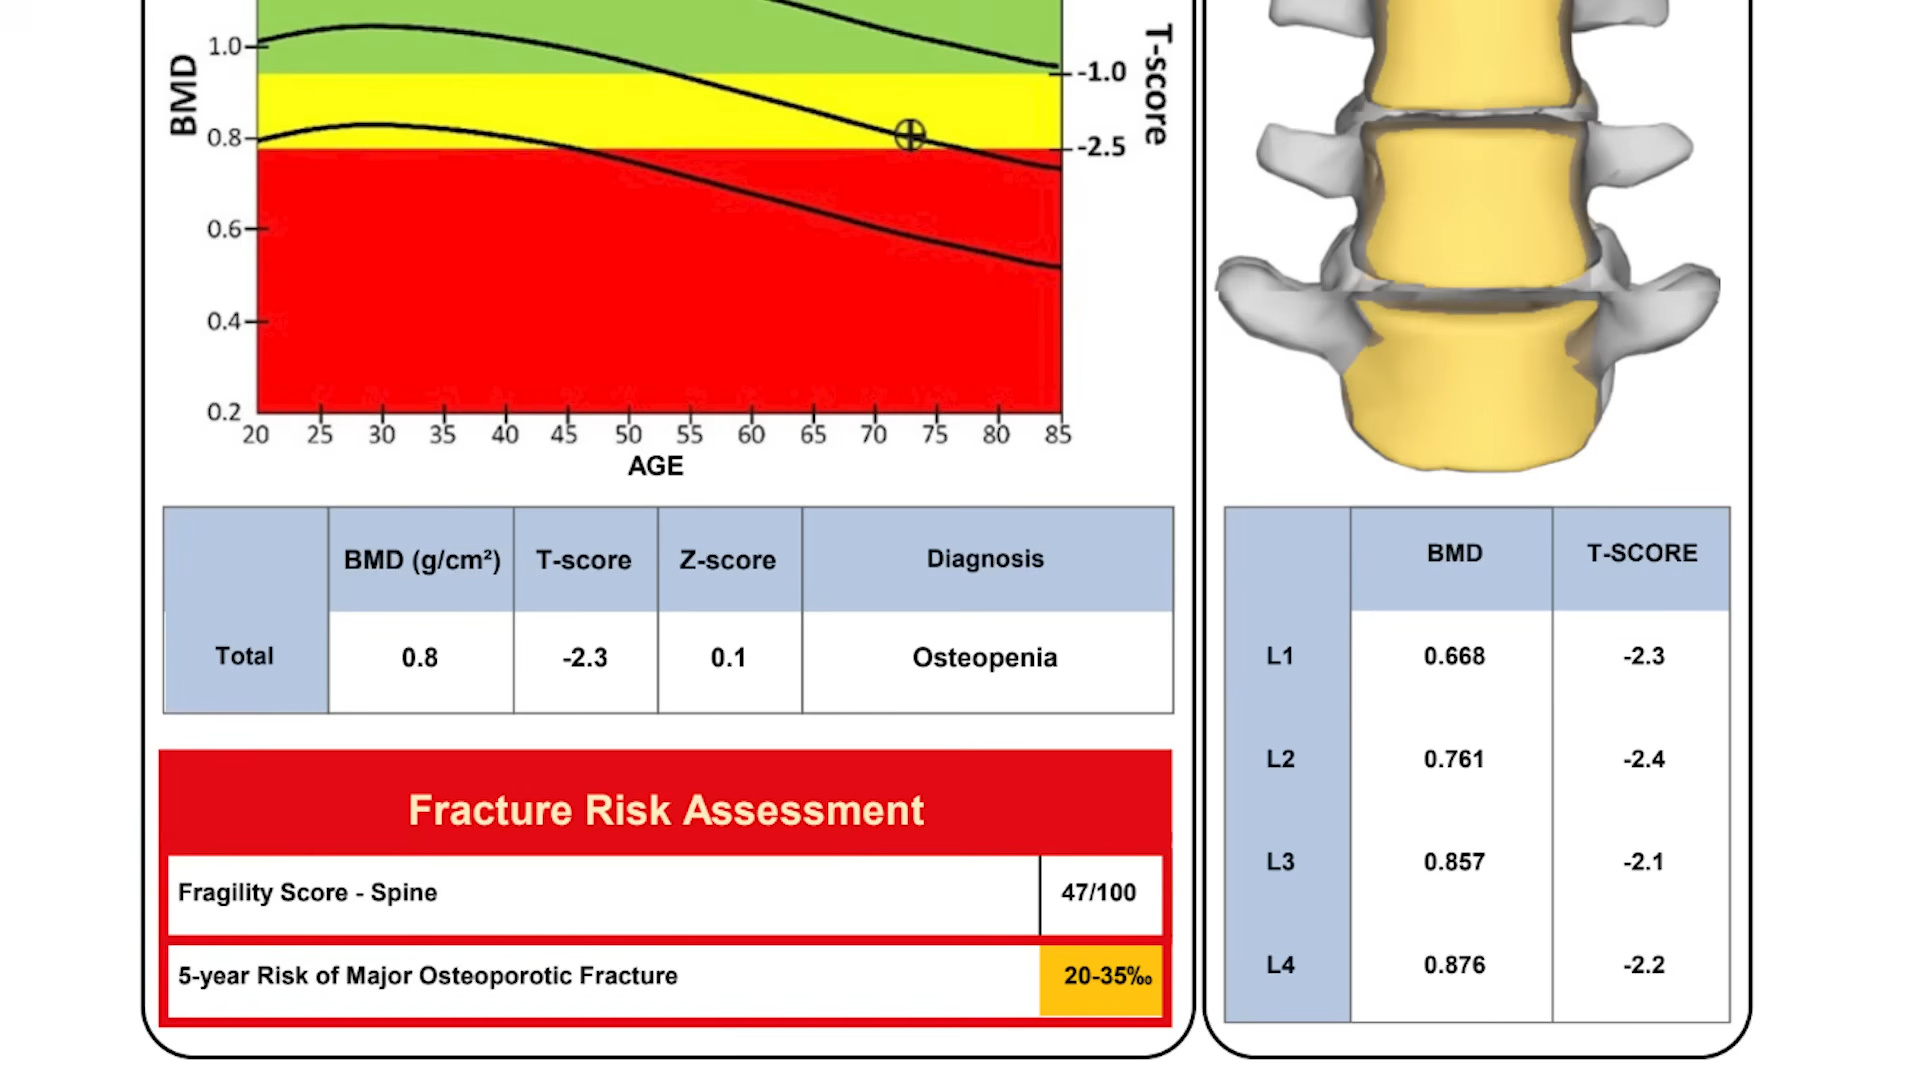 BMD
1.0
0.8
0.6
0.4
0.2
T-score
-1.0
-2.5
20 25 30 35 40 45 50 55 60 65 70 75 80 85
AGE
BMD (g/cm²) T-score Z-score Diagnosis
Total 0.8 -2.3 0.1 Osteopenia
Fracture Risk Assessment
Fragility Score - Spine 47/100
5-year Risk of Major Osteoporotic Fracture 20-35‰
BMD T-SCORE
L1 0.668 -2.3
L2 0.761 -2.4
L3 0.857 -2.1
L4 0.876 -2.2